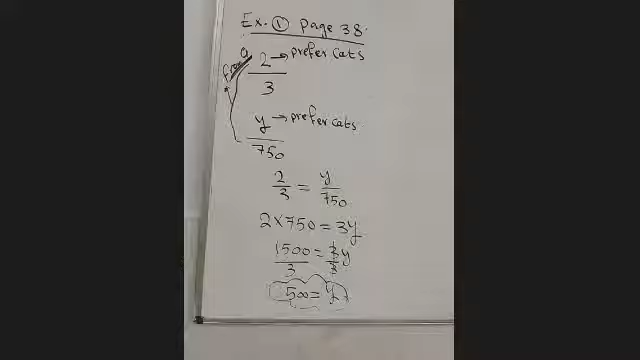 Ex. ① Page 38.
2 → prefer cats
3
y → prefer cats
750
2/3 = y/750
2 × 750 = 3y
1500/3 = 3/3 y
500 = y